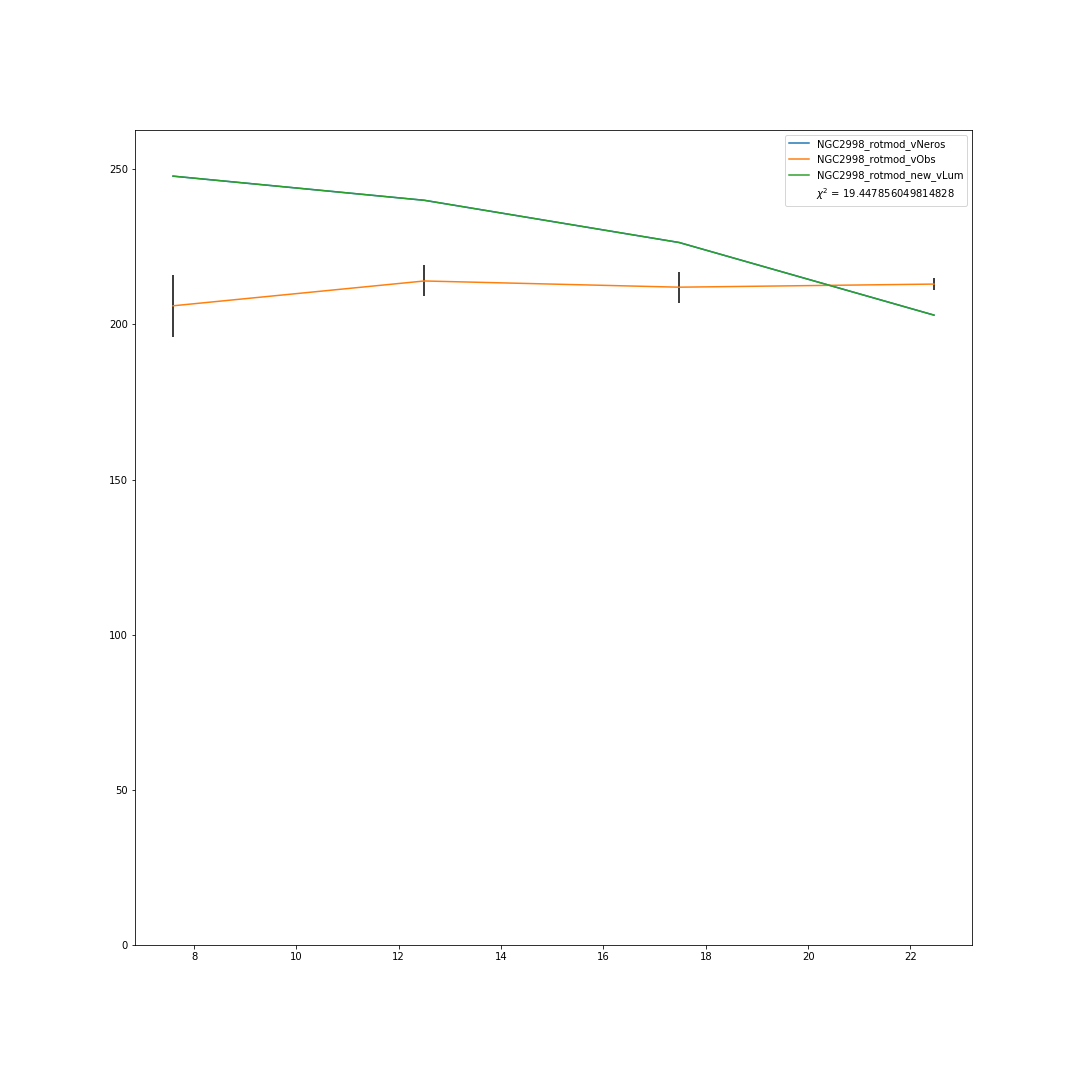 250
200
150
100
50
0
8 10 12 14 16 18 20 22
NGC2998_rotmod_vNeros
NGC2998_rotmod_vObs
NGC2998_rotmod_new_vLum
χ² = 19.447856049814828